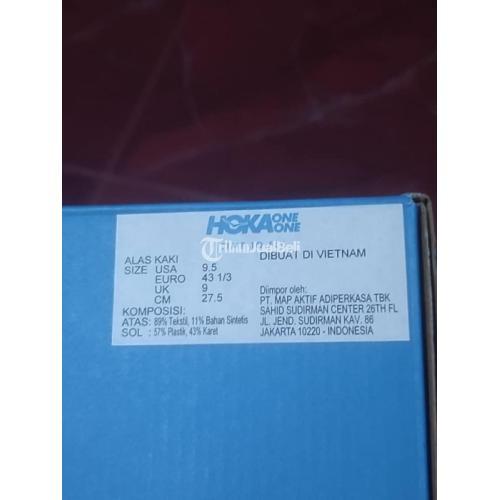 HOKA ONE ONE
TribunJualBeli
ALAS KAKI
DIBUAT DI VIETNAM
SIZE USA 9.5
EURO 43 1/3
UK 9
CM 27.5
KOMPOSISI:
ATAS: 89% Tekstil, 11% Bahan Sintetis
SOL : 57% Plastik, 43% Karet
Diimpor oleh:
PT. MAP AKTIF ADIPERKASA TBK
SAHID SUDIRMAN CENTER 26TH FL
JL. JEND. SUDIRMAN KAV. 86
JAKARTA 10220 - INDONESIA